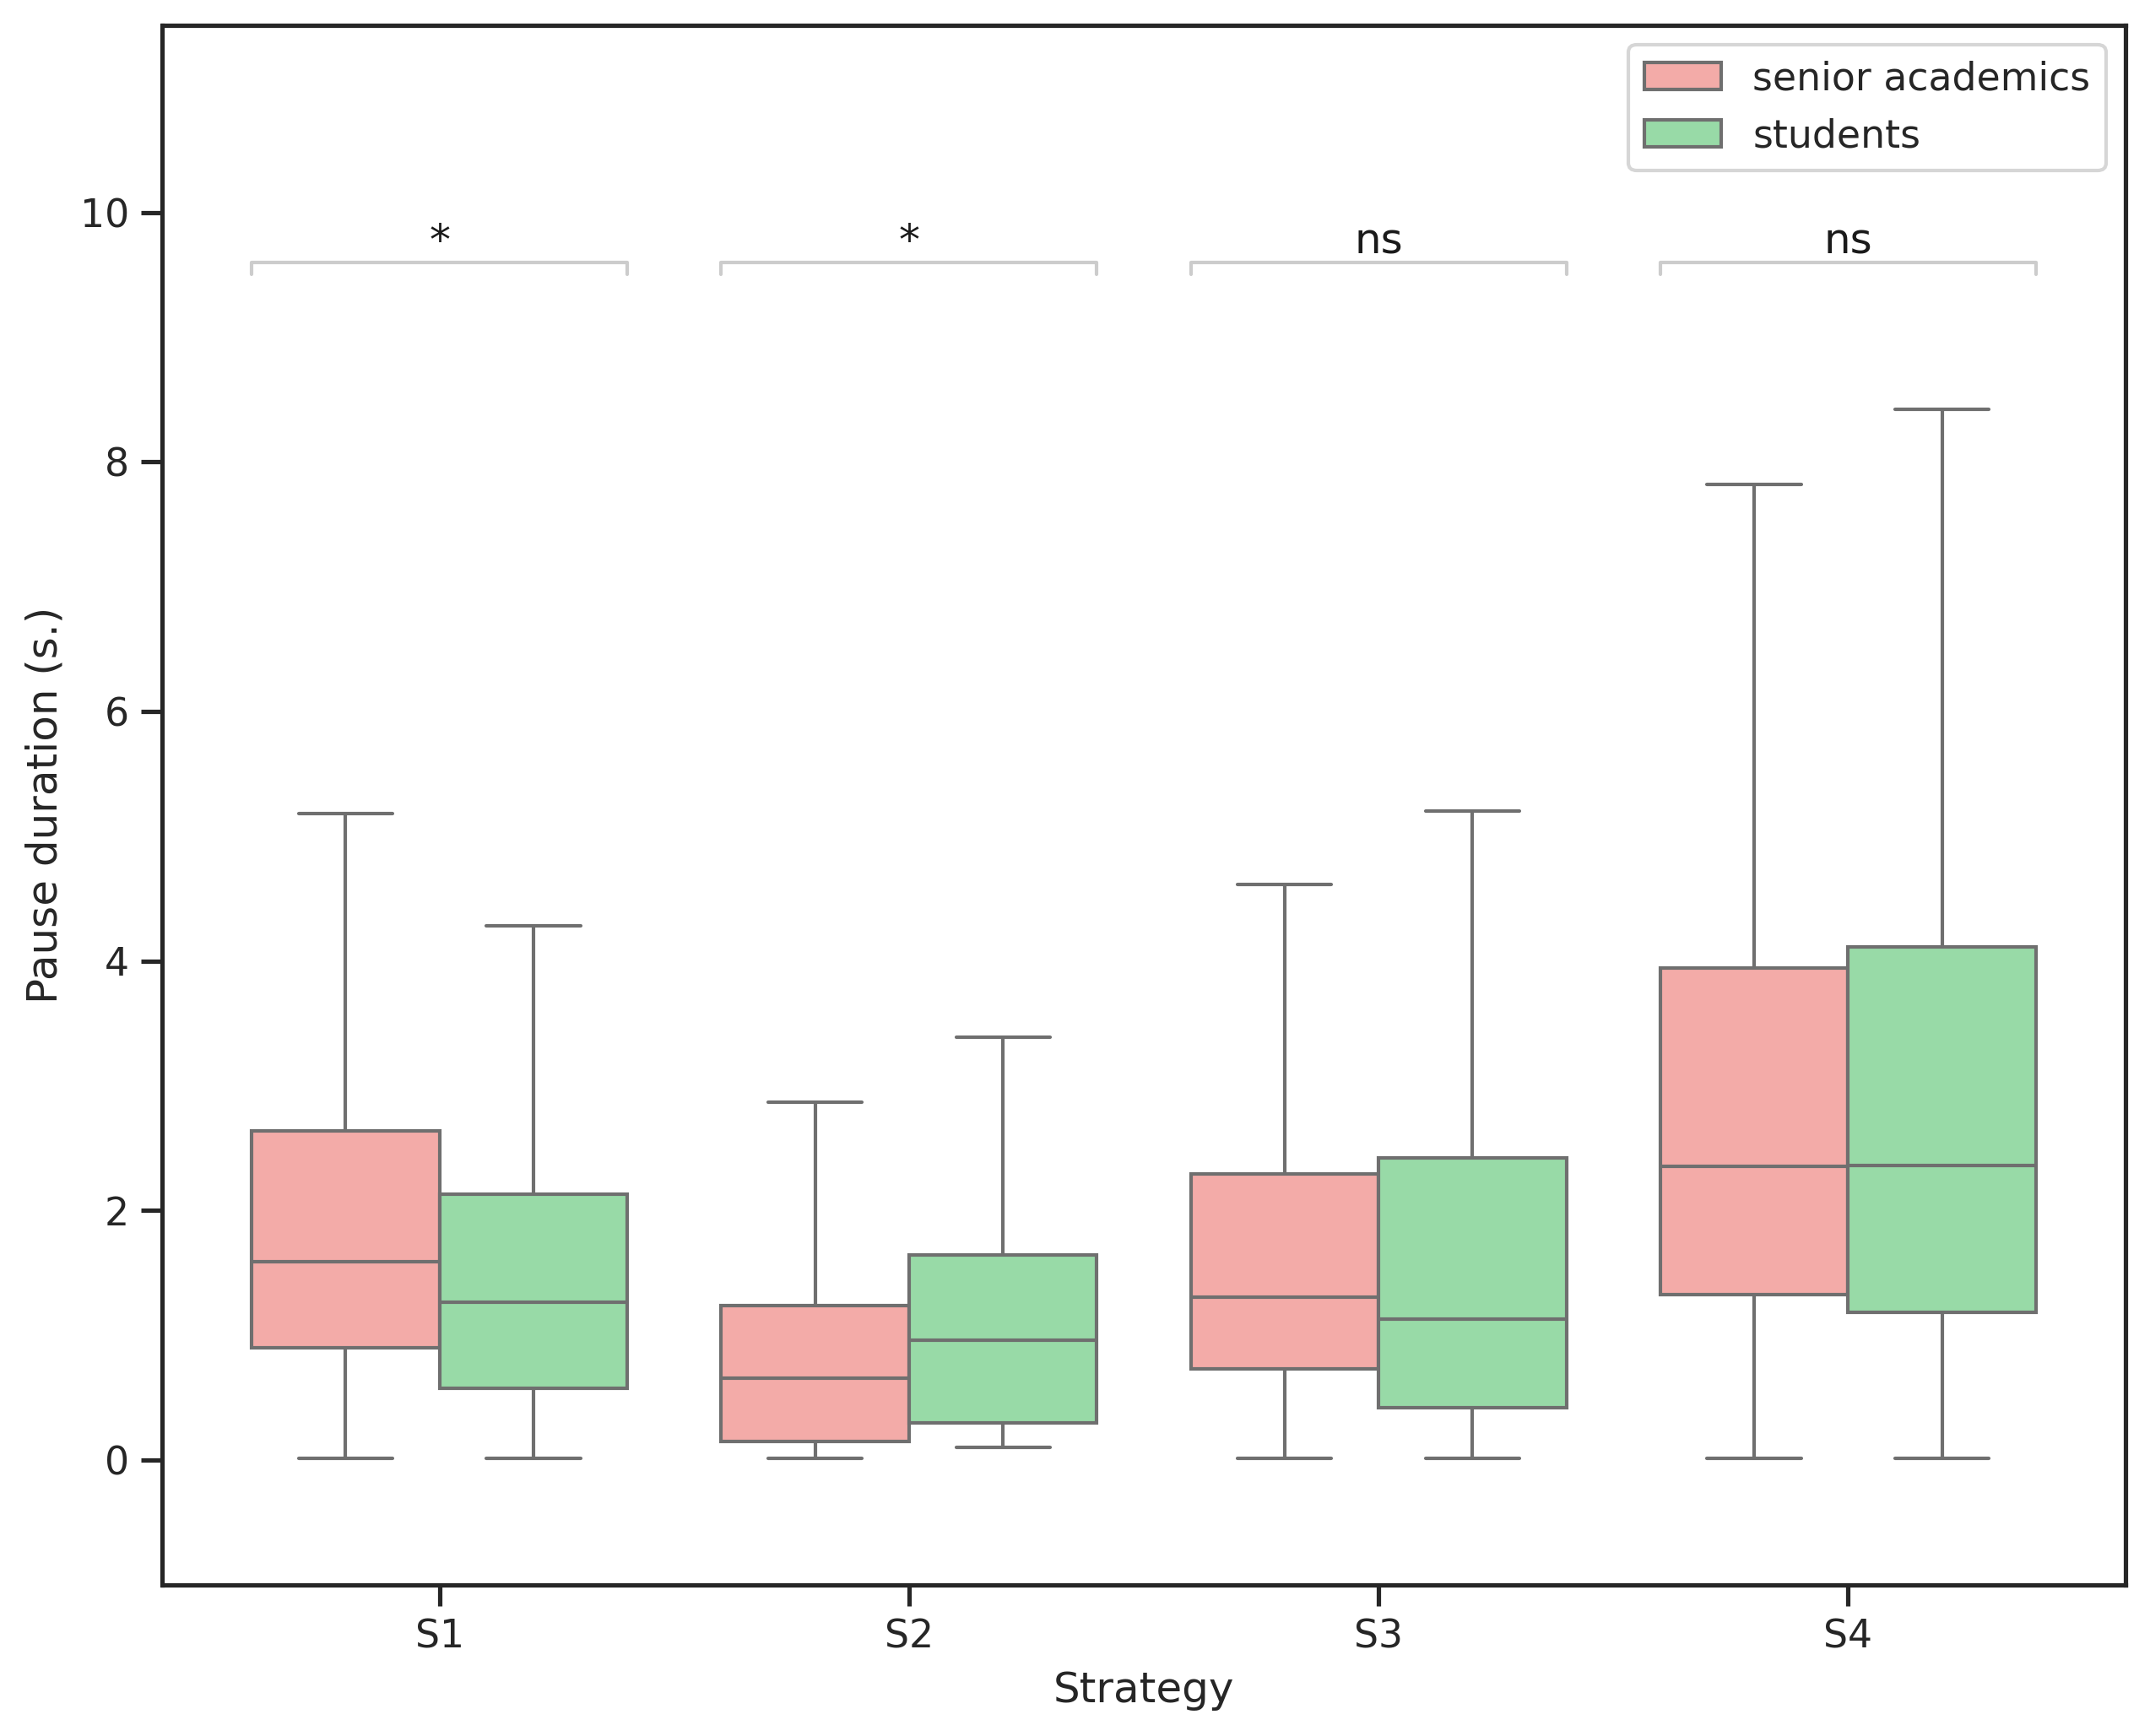 senior academics
students
* * ns ns
10
8
6
4
2
0
Pause duration (s.)
S1 S2 S3 S4
Strategy